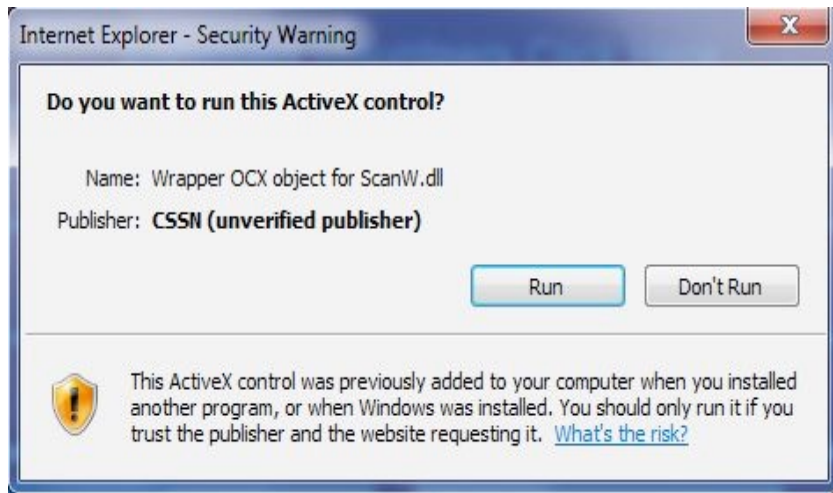 Internet Explorer - Security Warning
X
Do you want to run this ActiveX control?
Name: Wrapper OCX object for ScanW.dll
Publisher: CSSN (unverified publisher)
Run Don't Run
This ActiveX control was previously added to your computer when you installed
another program, or when Windows was installed. You should only run it if you
trust the publisher and the website requesting it. What's the risk?